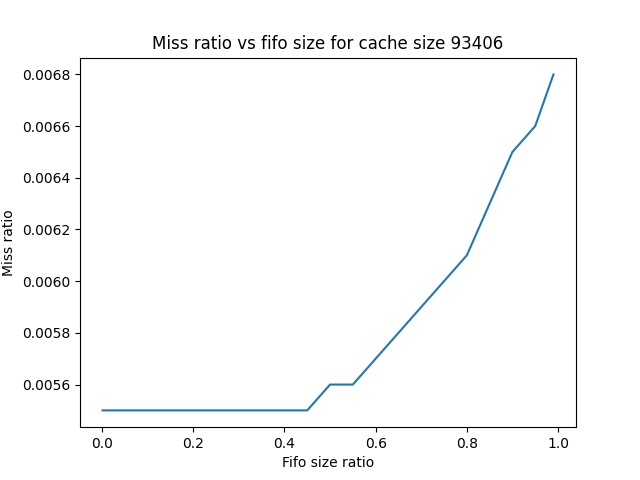 Miss ratio vs fifo size for cache size 93406
0.0068
0.0066
0.0064
0.0062
0.0060
0.0058
0.0056
Miss ratio
0.0 0.2 0.4 0.6 0.8 1.0
Fifo size ratio